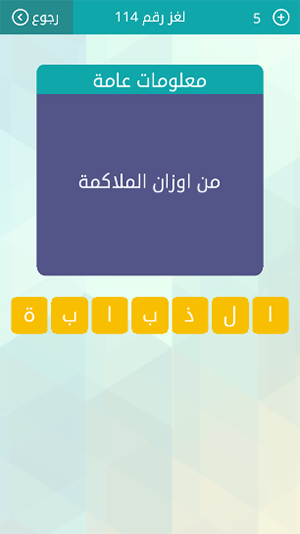 رجوع لغز رقم 114 5
معلومات عامة
من اوزان الملاكمة
ا ل ذ ب ا ب ة